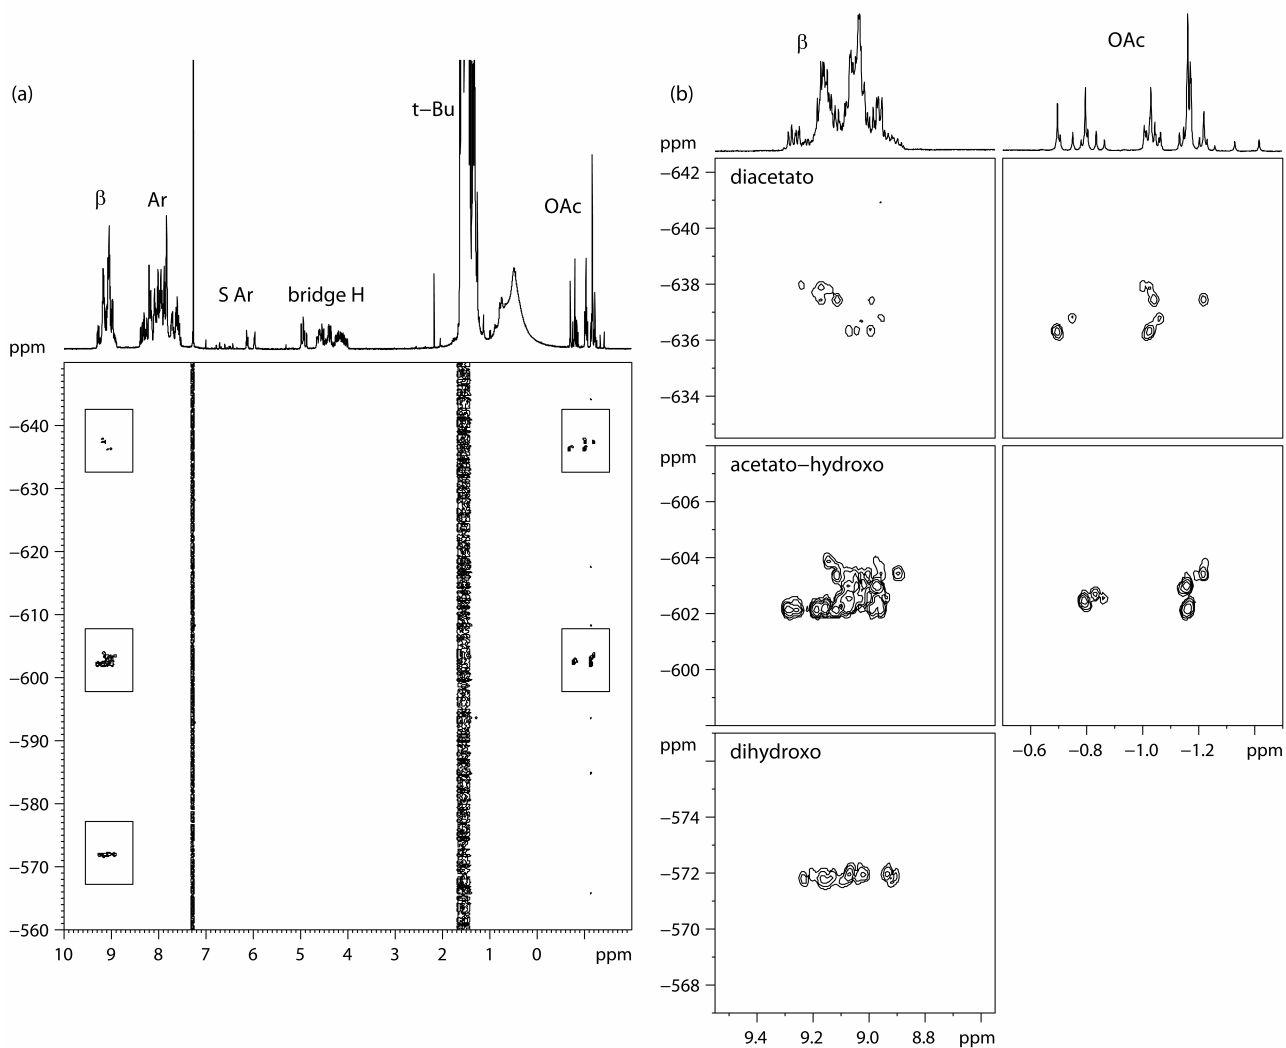 (a)
β
Ar
S Ar
bridge H
t−Bu
OAc
ppm
−640
−630
−620
−610
−600
−590
−580
−570
−560
10 9 8 7 6 5 4 3 2 1 0 ppm
(b)
β
OAc
ppm
−642
−640
−638
−636
−634
diacetato
ppm
−606
−604
−602
−600
acetato−hydroxo
−0.6 −0.8 −1.0 −1.2 ppm
ppm
−574
−572
−570
−568
dihydroxo
9.4 9.2 9.0 8.8 ppm